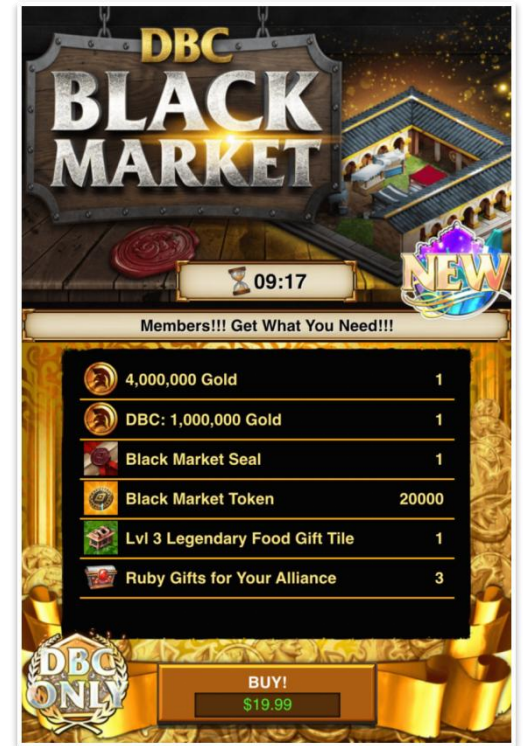 DBC
BLACK
MARKET
NEW
09:17
Members!!! Get What You Need!!!
4,000,000 Gold 1
DBC: 1,000,000 Gold 1
Black Market Seal 1
Black Market Token 20000
Lvl 3 Legendary Food Gift Tile 1
Ruby Gifts for Your Alliance 3
DBC
ONLY
BUY!
$19.99